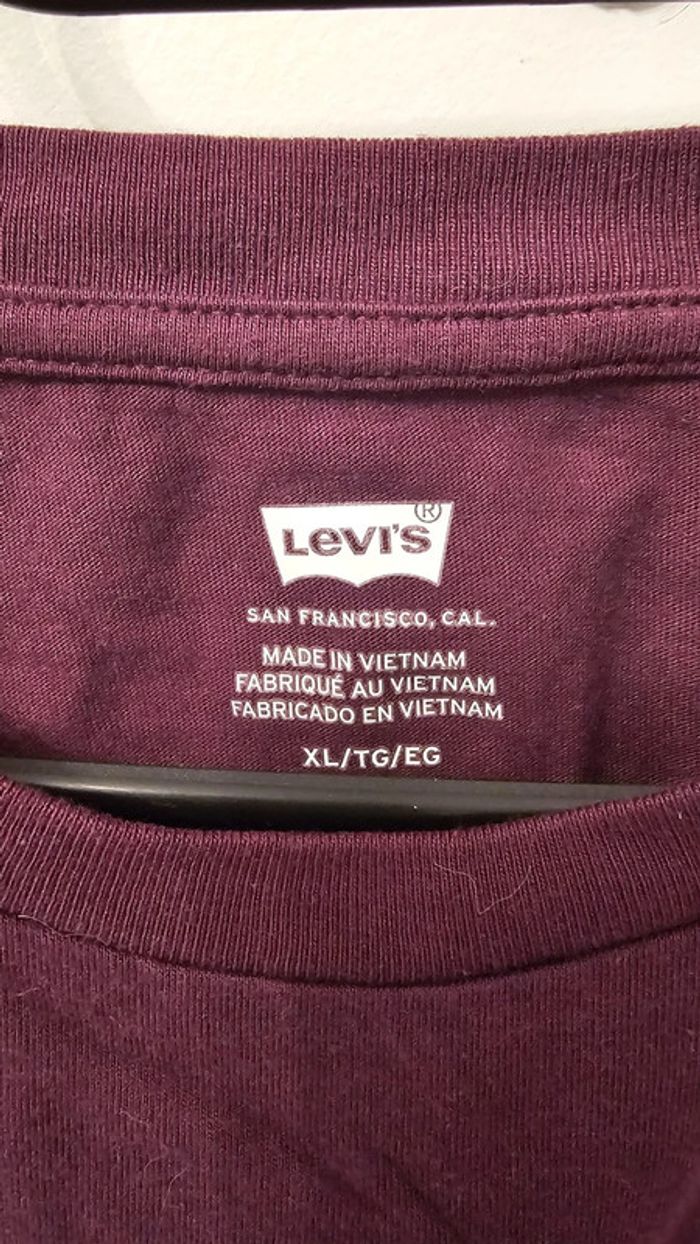 Levi's®
SAN FRANCISCO, CAL.
MADE IN VIETNAM
FABRIQUÉ AU VIETNAM
FABRICADO EN VIETNAM
XL/TG/EG